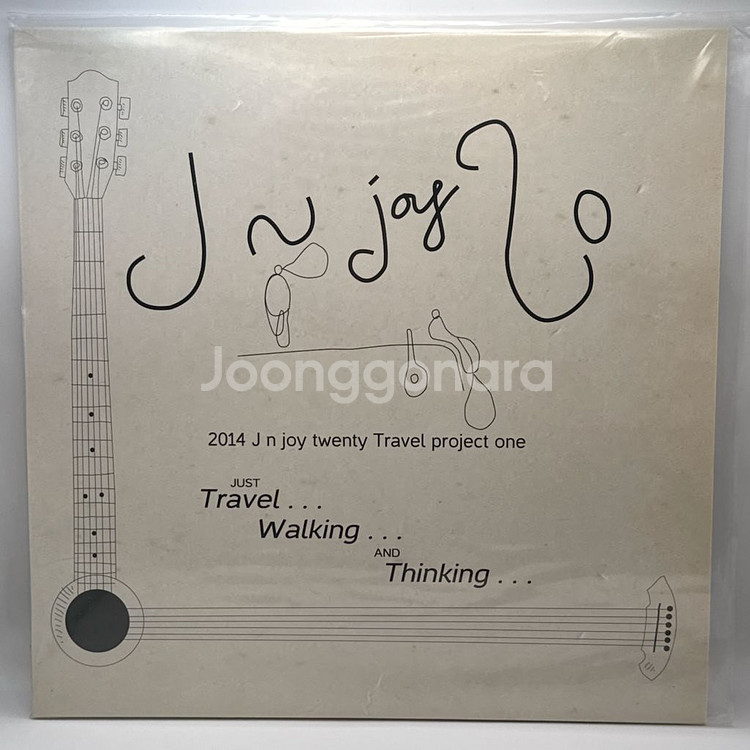 J n joy 20
Joonggonara
2014 J n joy twenty Travel project one
JUST
Travel . . .
Walking . . .
AND
Thinking . . .